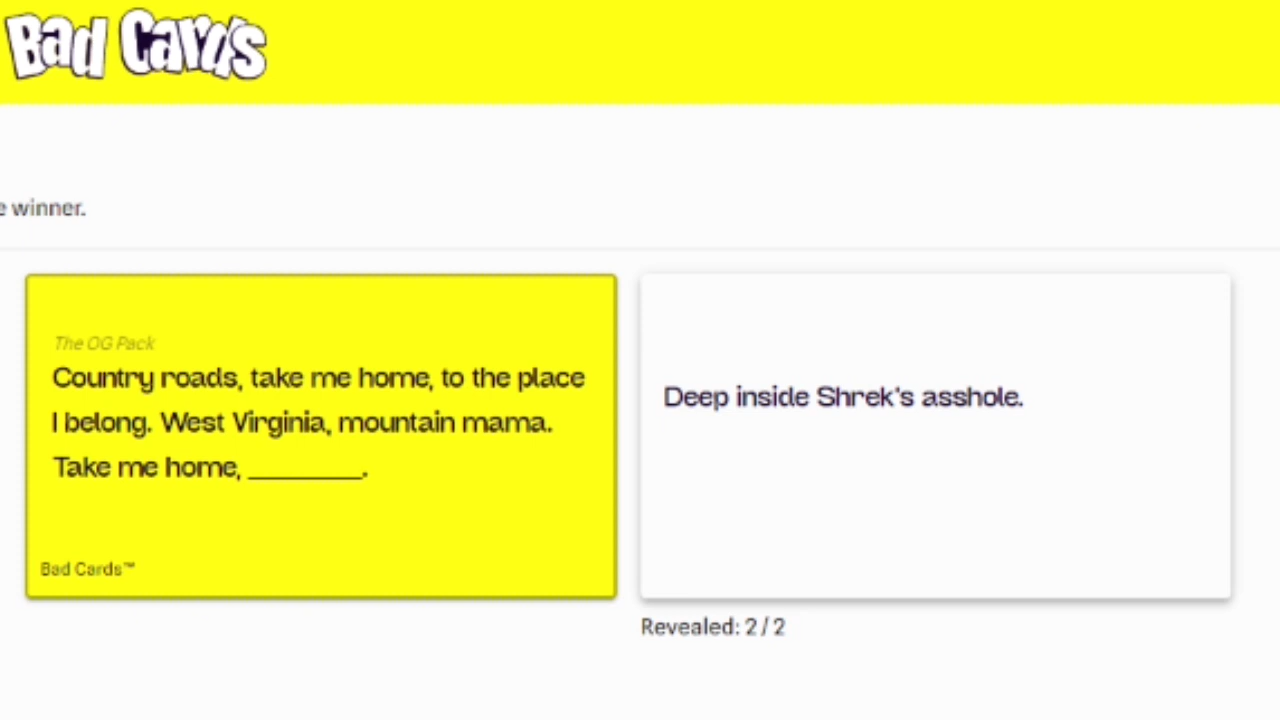 Bad Cards
e winner.
The OG Pack
Country roads, take me home, to the place
I belong. West Virginia, mountain mama.
Take me home, ________.
Bad Cards™
Deep inside Shrek's asshole.
Revealed: 2 / 2